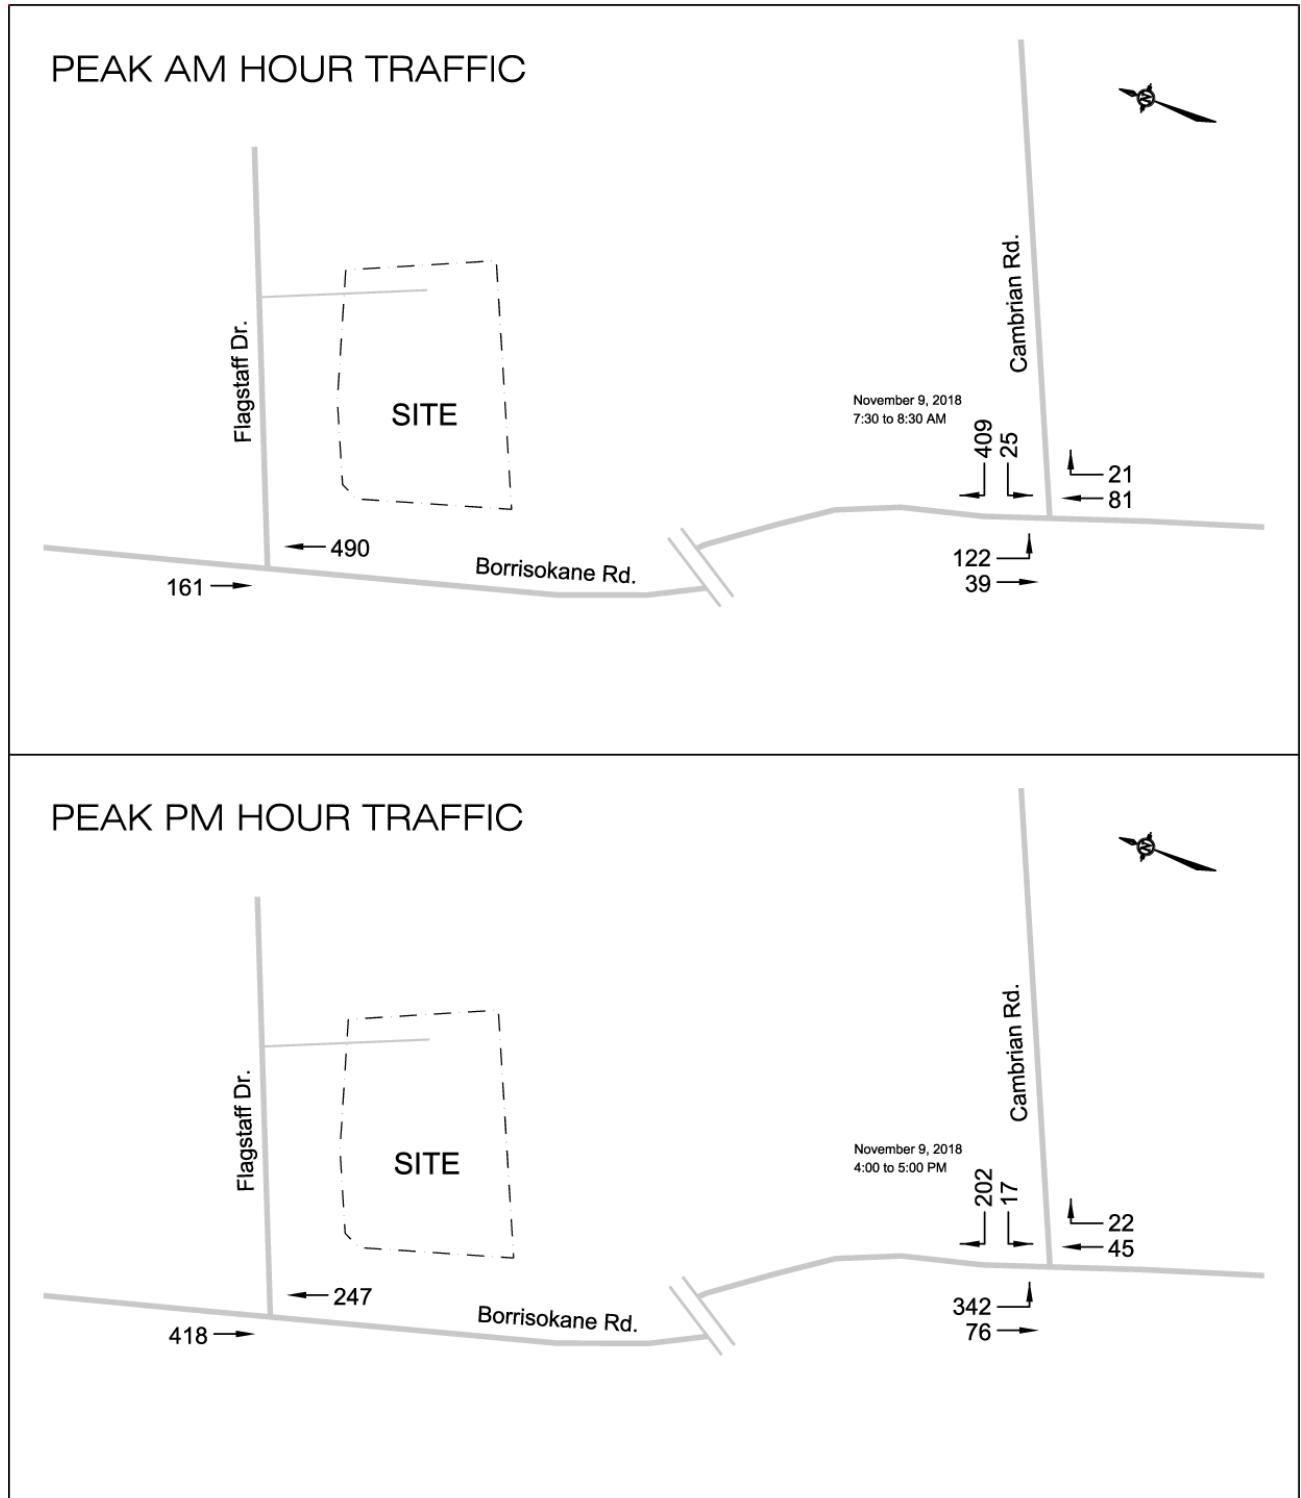 PEAK AM HOUR TRAFFIC
N
Cambrian Rd.
Flagstaff Dr.
SITE
November 9, 2018
7:30 to 8:30 AM
409
25
21
81
490
161
Borrisokane Rd.
122
39
PEAK PM HOUR TRAFFIC
N
Cambrian Rd.
Flagstaff Dr.
SITE
November 9, 2018
4:00 to 5:00 PM
202
17
22
45
247
418
Borrisokane Rd.
342
76